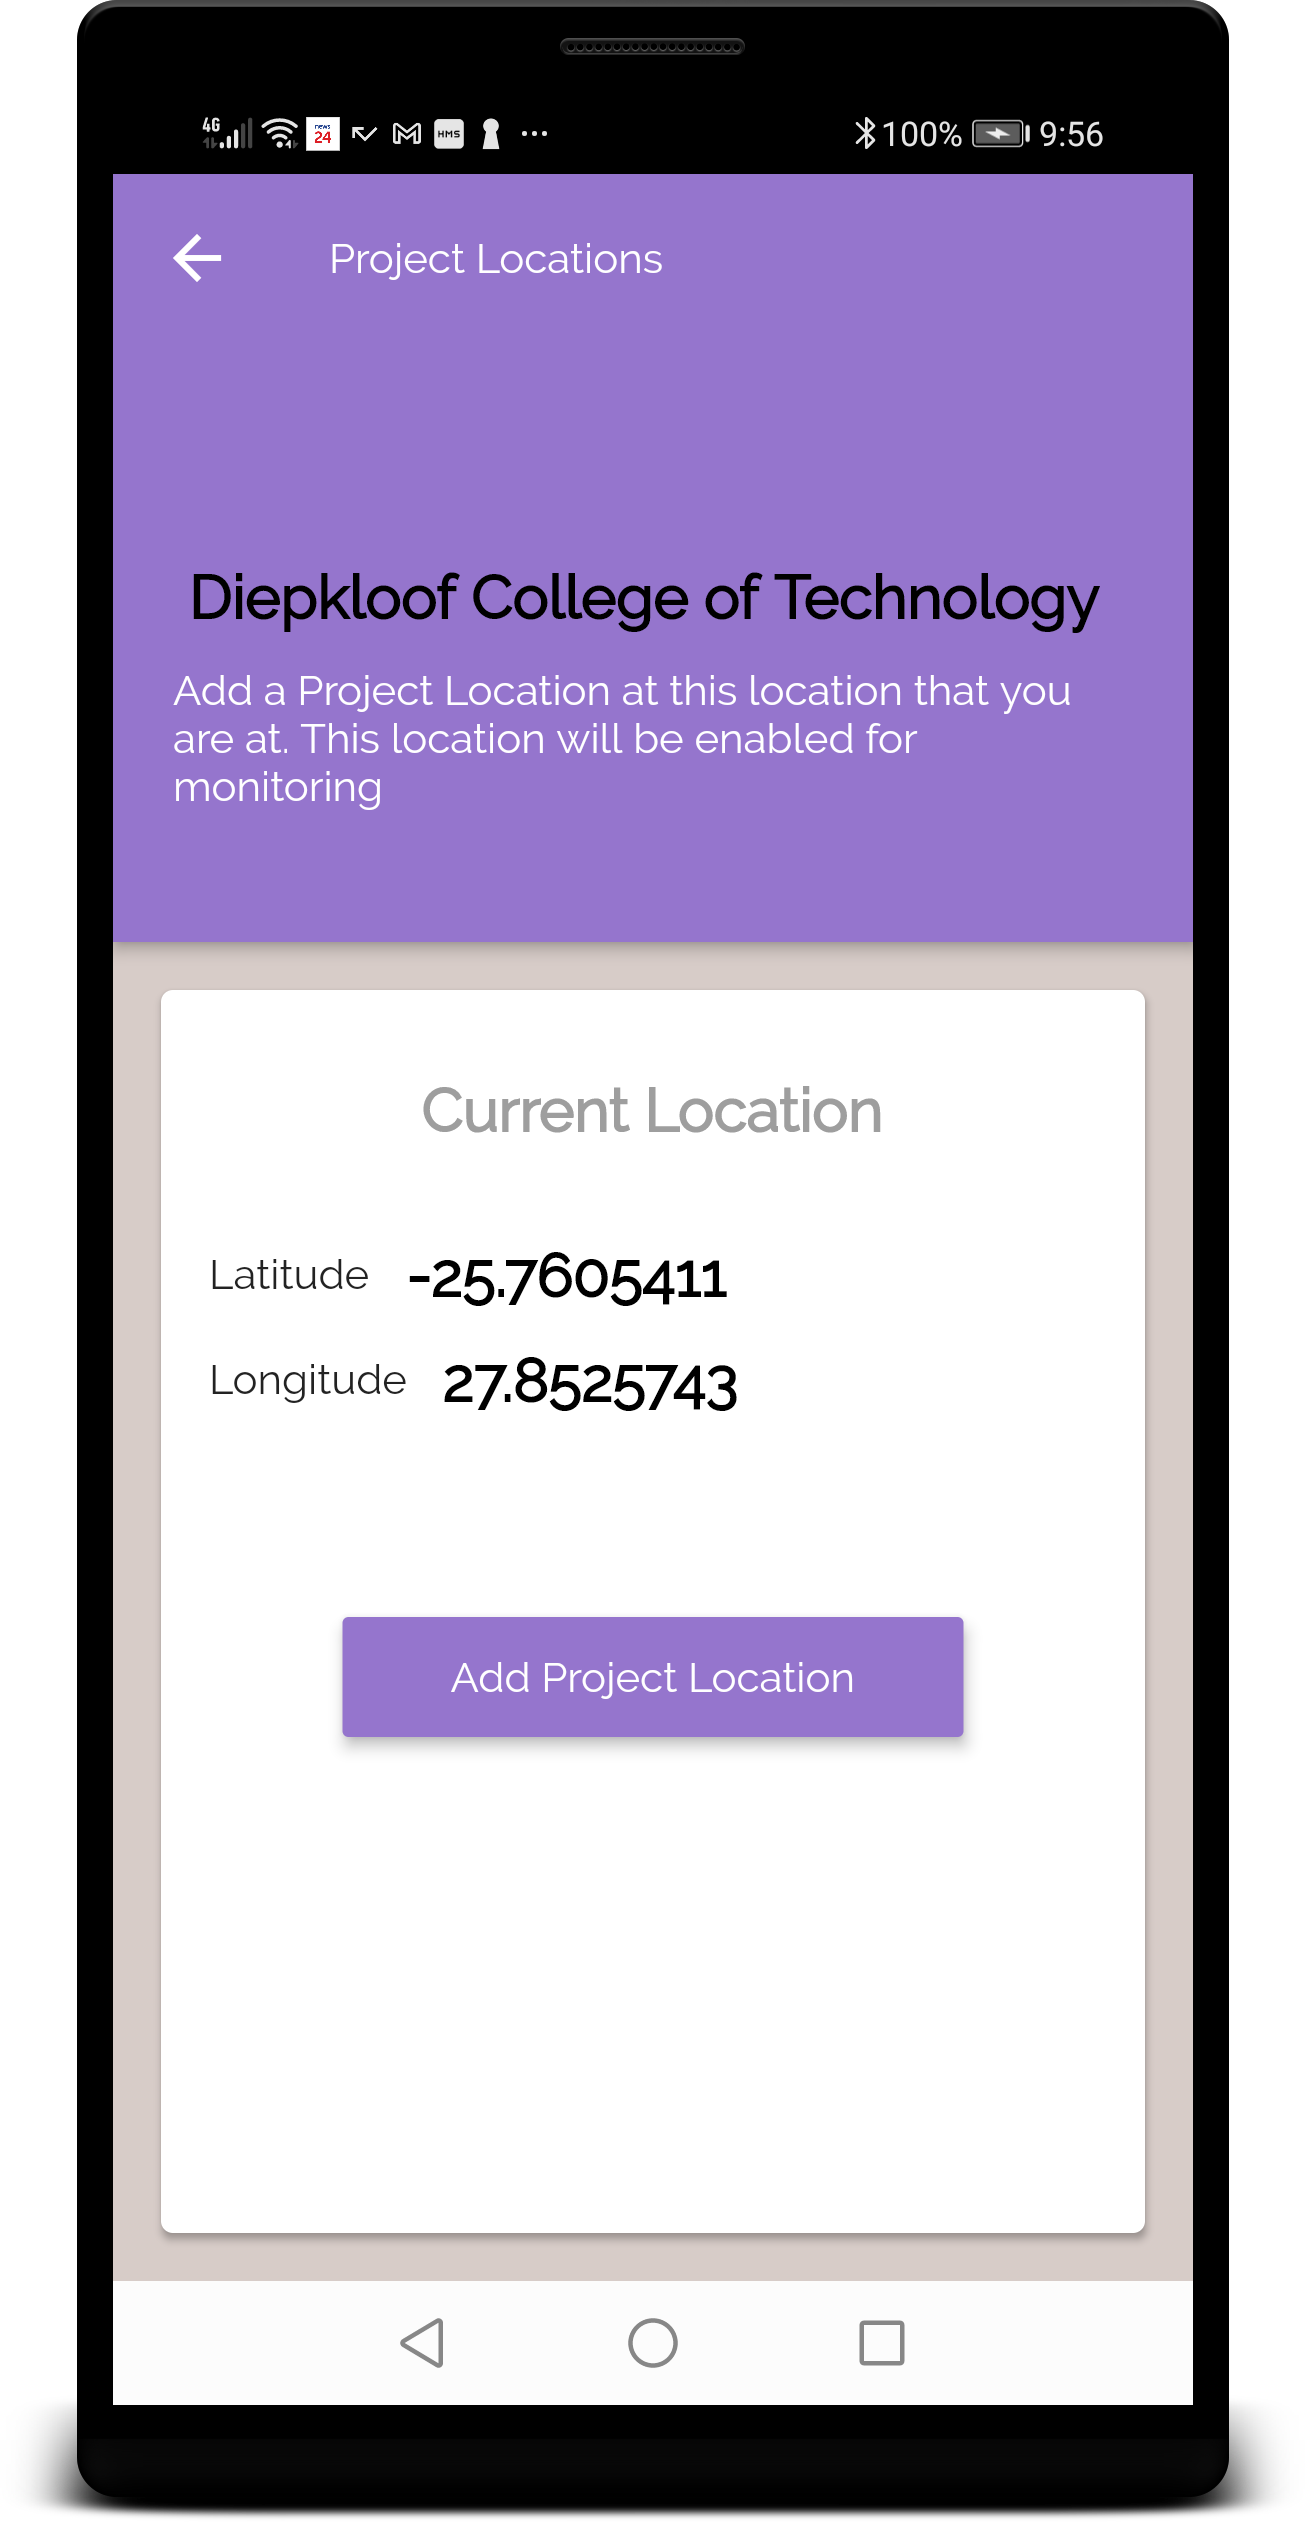 4G news 24 HMS ... 100% 9:56
Project Locations
Diepkloof College of Technology
Add a Project Location at this location that you
are at. This location will be enabled for
monitoring
Current Location
Latitude -25.7605411
Longitude 27.8525743
Add Project Location